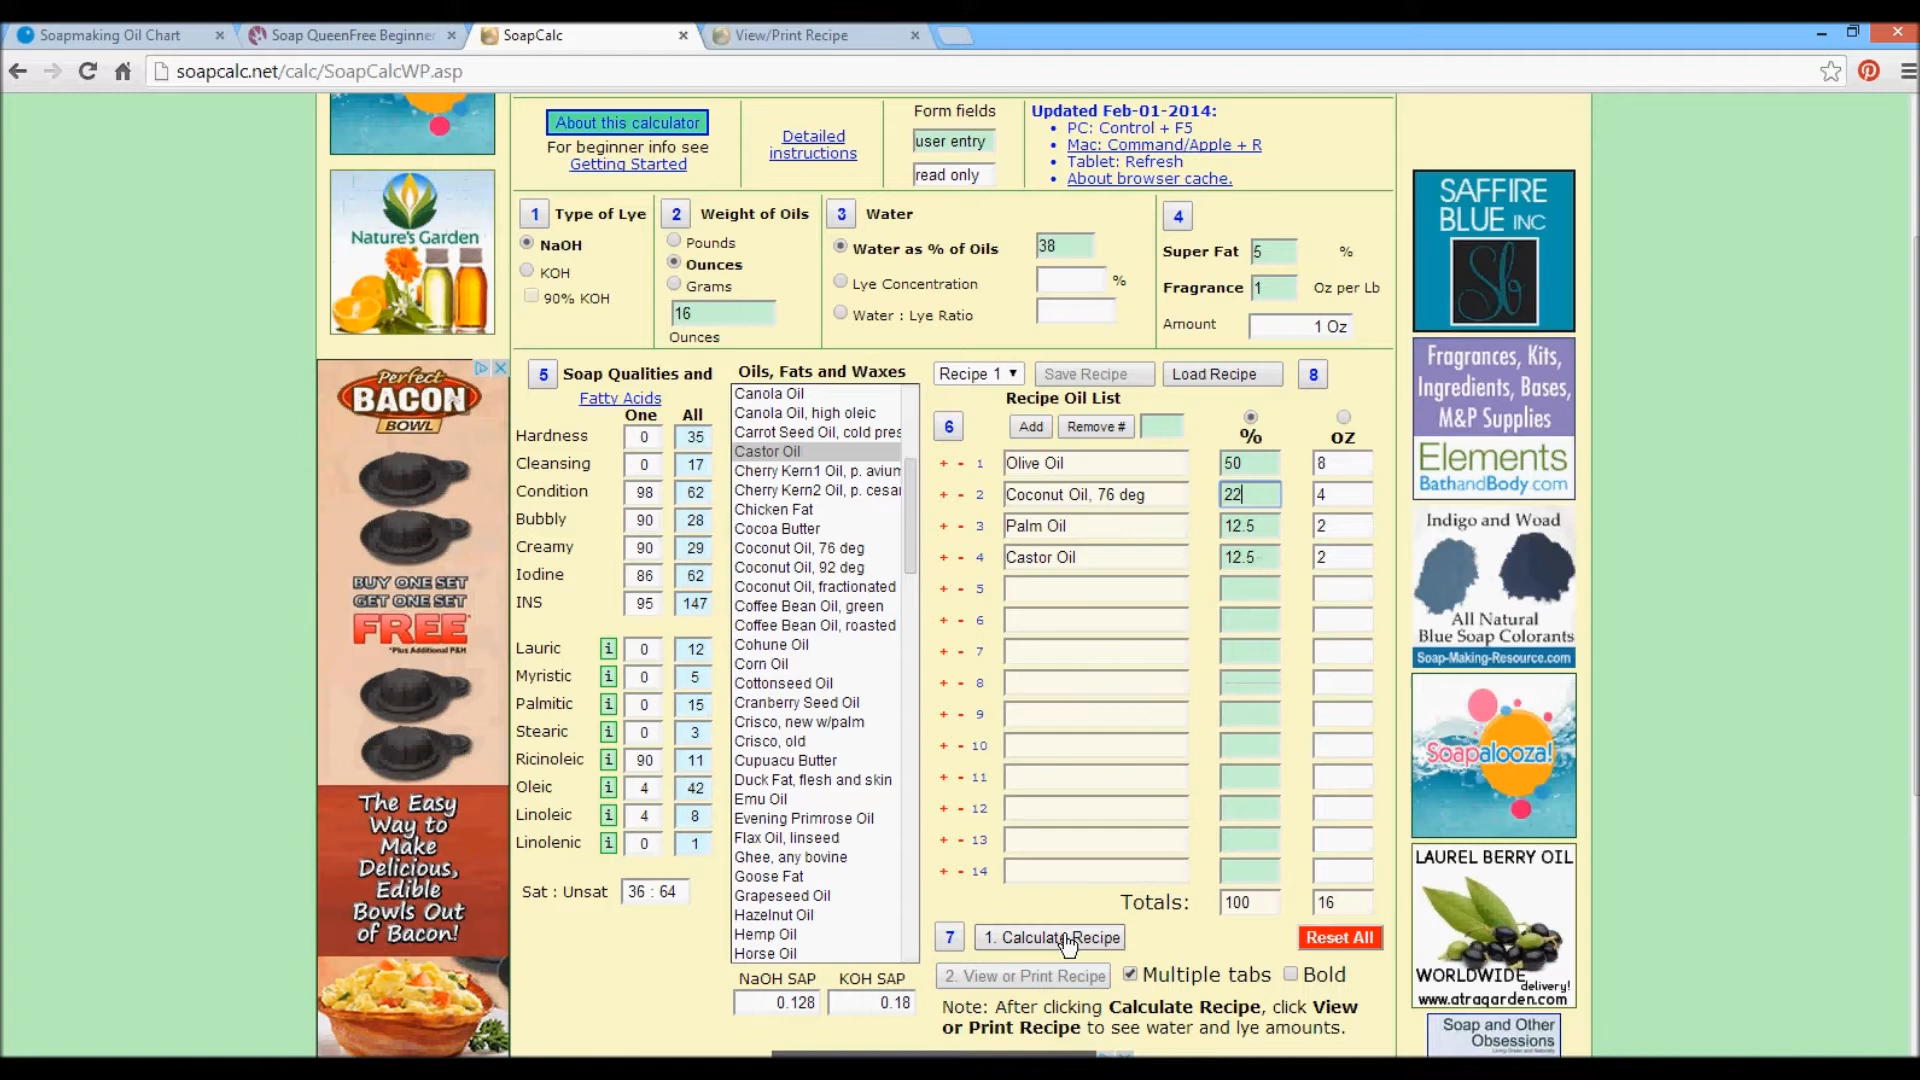 Soapmaking Oil Chart
Soap QueenFree Beginner
SoapCalc
View/Print Recipe
soapcalc.net/calc/SoapCalcWP.asp
About this calculator
For beginner info see
Getting Started
Detailed
instructions
Form fields
user entry
read only
Updated Feb-01-2014:
• PC: Control + F5
• Mac: Command/Apple + R
• Tablet: Refresh
• About browser cache.
1 Type of Lye
NaOH
KOH
90% KOH
2 Weight of Oils
Pounds
Ounces
Grams
16
Ounces
3 Water
Water as % of Oils 38
Lye Concentration %
Water : Lye Ratio
4
Super Fat 5 %
Fragrance 1 Oz per Lb
Amount 1 Oz
5 Soap Qualities and
Fatty Acids
One All
Hardness 0 35
Cleansing 0 17
Condition 98 62
Bubbly 90 28
Creamy 90 29
Iodine 86 62
INS 95 147
Lauric i 0 12
Myristic i 0 5
Palmitic i 0 15
Stearic i 0 3
Ricinoleic i 90 11
Oleic i 4 42
Linoleic i 4 8
Linolenic i 0 1
Sat : Unsat 36 : 64
Oils, Fats and Waxes
Canola Oil
Canola Oil, high oleic
Carrot Seed Oil, cold pres
Castor Oil
Cherry Kern1 Oil, p. avium
Cherry Kern2 Oil, p. cesar
Chicken Fat
Cocoa Butter
Coconut Oil, 76 deg
Coconut Oil, 92 deg
Coconut Oil, fractionated
Coffee Bean Oil, green
Coffee Bean Oil, roasted
Cohune Oil
Corn Oil
Cottonseed Oil
Cranberry Seed Oil
Crisco, new w/palm
Crisco, old
Cupuacu Butter
Duck Fat, flesh and skin
Emu Oil
Evening Primrose Oil
Flax Oil, linseed
Ghee, any bovine
Goose Fat
Grapeseed Oil
Hazelnut Oil
Hemp Oil
Horse Oil
NaOH SAP KOH SAP
0.128 0.18
Recipe 1 Save Recipe Load Recipe 8
Recipe Oil List
6 Add Remove # % OZ
+ - 1 Olive Oil 50 8
+ - 2 Coconut Oil, 76 deg 22 4
+ - 3 Palm Oil 12.5 2
+ - 4 Castor Oil 12.5 2
+ - 5
+ - 6
+ - 7
+ - 8
+ - 9
+ - 10
+ - 11
+ - 12
+ - 13
+ - 14
Totals: 100 16
7 1. Calculate Recipe Reset All
2. View or Print Recipe Multiple tabs Bold
Note: After clicking Calculate Recipe, click View
or Print Recipe to see water and lye amounts.
Nature's Garden
Perfect
BACON
BOWL
BUY ONE SET
GET ONE SET
FREE
*Plus Additional P&H
The Easy
Way to
Make
Delicious,
Edible
Bowls Out
of Bacon!
SAFFIRE
BLUE INC
Sb
Fragrances, Kits,
Ingredients, Bases,
M&P Supplies
Elements
BathandBody.com
Indigo and Woad
All Natural
Blue Soap Colorants
Soap-Making-Resource.com
Soapalooza!
LAUREL BERRY OIL
WORLDWIDE delivery!
www.atragarden.com
Soap and Other
Obsessions